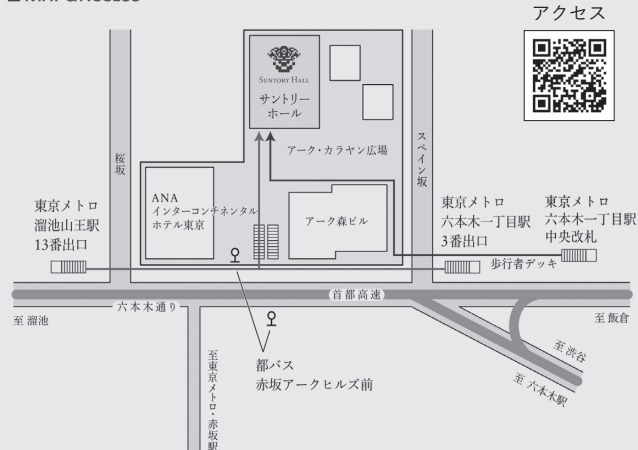 アクセス
SUNTORY HALL
サントリー
ホール
アーク・カラヤン広場
桜坂
スペイン坂
ANA
インターコンチネンタル
ホテル東京
アーク森ビル
東京メトロ
溜池山王駅
13番出口
東京メトロ
六本木一丁目駅
3番出口
東京メトロ
六本木一丁目駅
中央改札
歩行者デッキ
首都高速
六本木通り
至 溜池
至 飯倉
至 渋谷
至 六本木駅
都バス
赤坂アークヒルズ前
至東京メトロ・赤坂駅